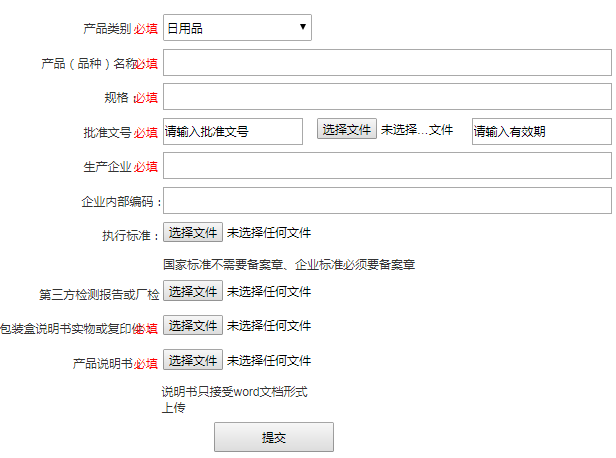 产品类别 必填 日用品
产品（品种）名称必填
规格：必填
批准文号 必填 请输入批准文号 选择文件 未选择...文件 请输入有效期
生产企业 必填
企业内部编码：
执行标准： 选择文件 未选择任何文件
国家标准不需要备案章、企业标准必须要备案章
第三方检测报告或厂检 选择文件 未选择任何文件
包装盒说明书实物或复印件必填 选择文件 未选择任何文件
产品说明书 必填 选择文件 未选择任何文件
说明书只接受word文档形式
上传
提交